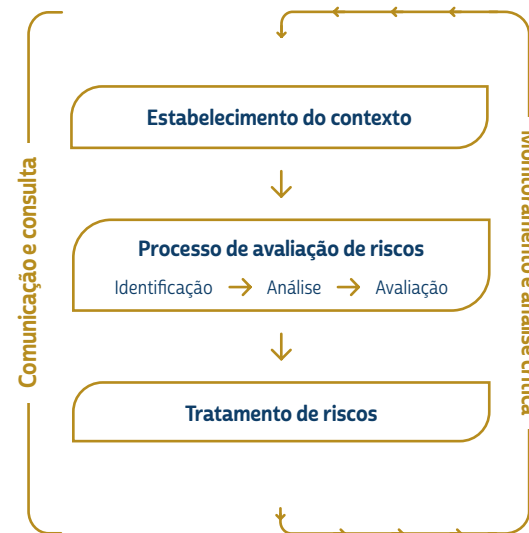 Comunicação e consulta
Estabelecimento do contexto
Processo de avaliação de riscos
Identificação → Análise → Avaliação
Tratamento de riscos
Monitoramento e análise crítica